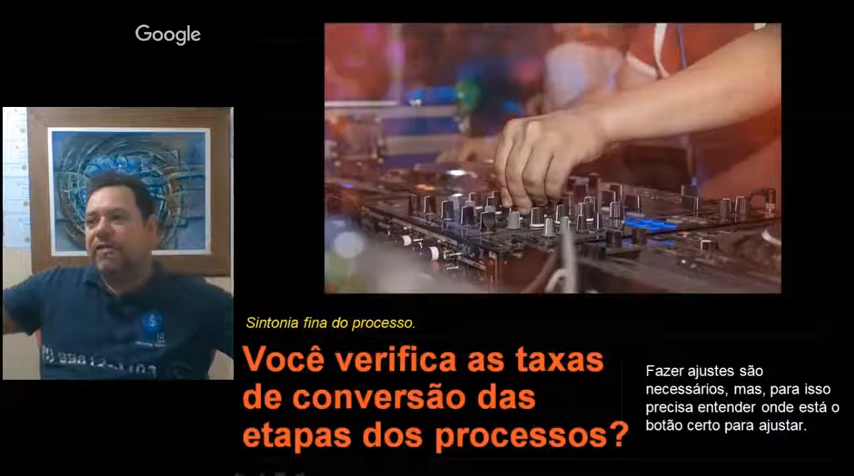 Google
Sintonia fina do processo.
Você verifica as taxas
de conversão das
etapas dos processos?
Fazer ajustes são
necessários, mas, para isso
precisa entender onde está o
botão certo para ajustar.